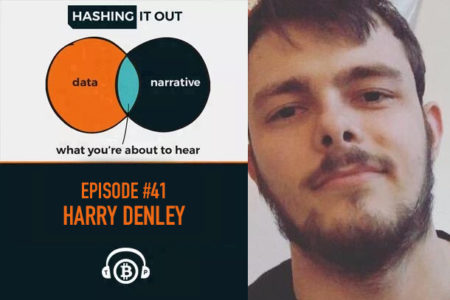 HASHING IT OUT
data
narrative
what you're about to hear
EPISODE #41
HARRY DENLEY
T P